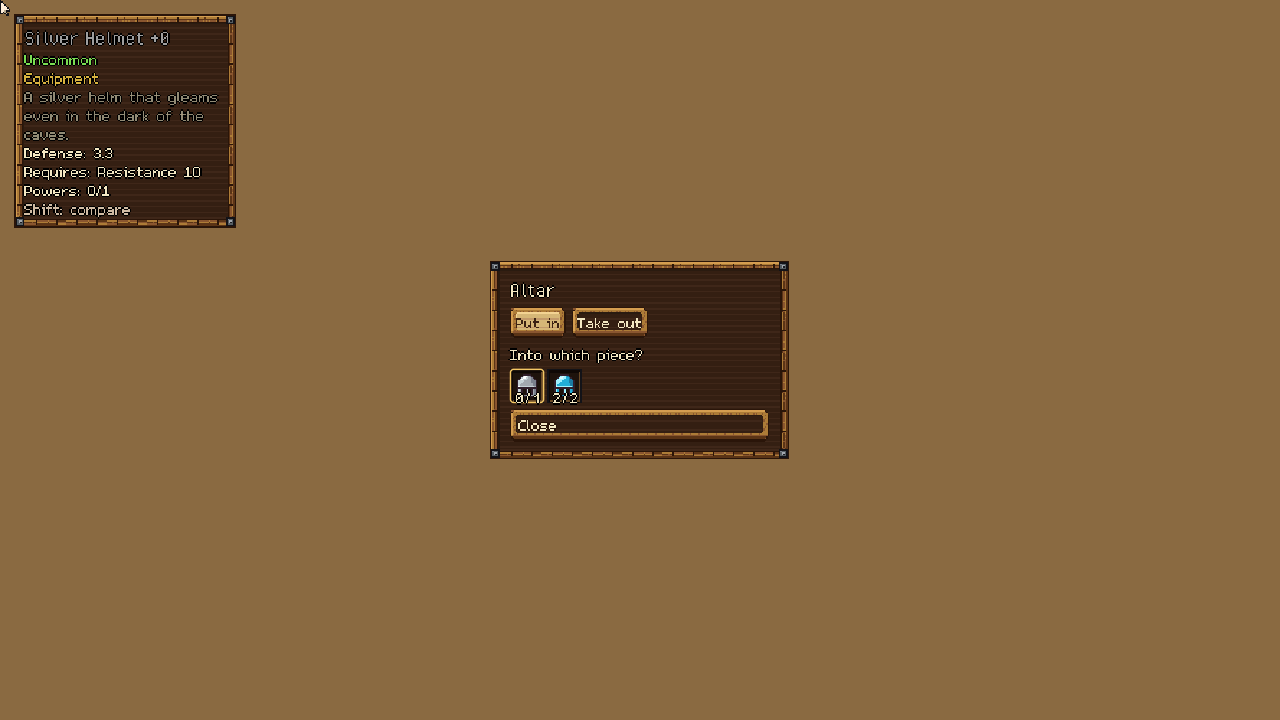 Silver Helmet +0
Uncommon
Equipment
A silver helm that gleams
even in the dark of the
caves.
Defense: 3.3
Requires: Resistance 10
Powers: 0/1
Shift: compare
Altar
Put in
Take out
Into which piece?
0/1
2/2
Close